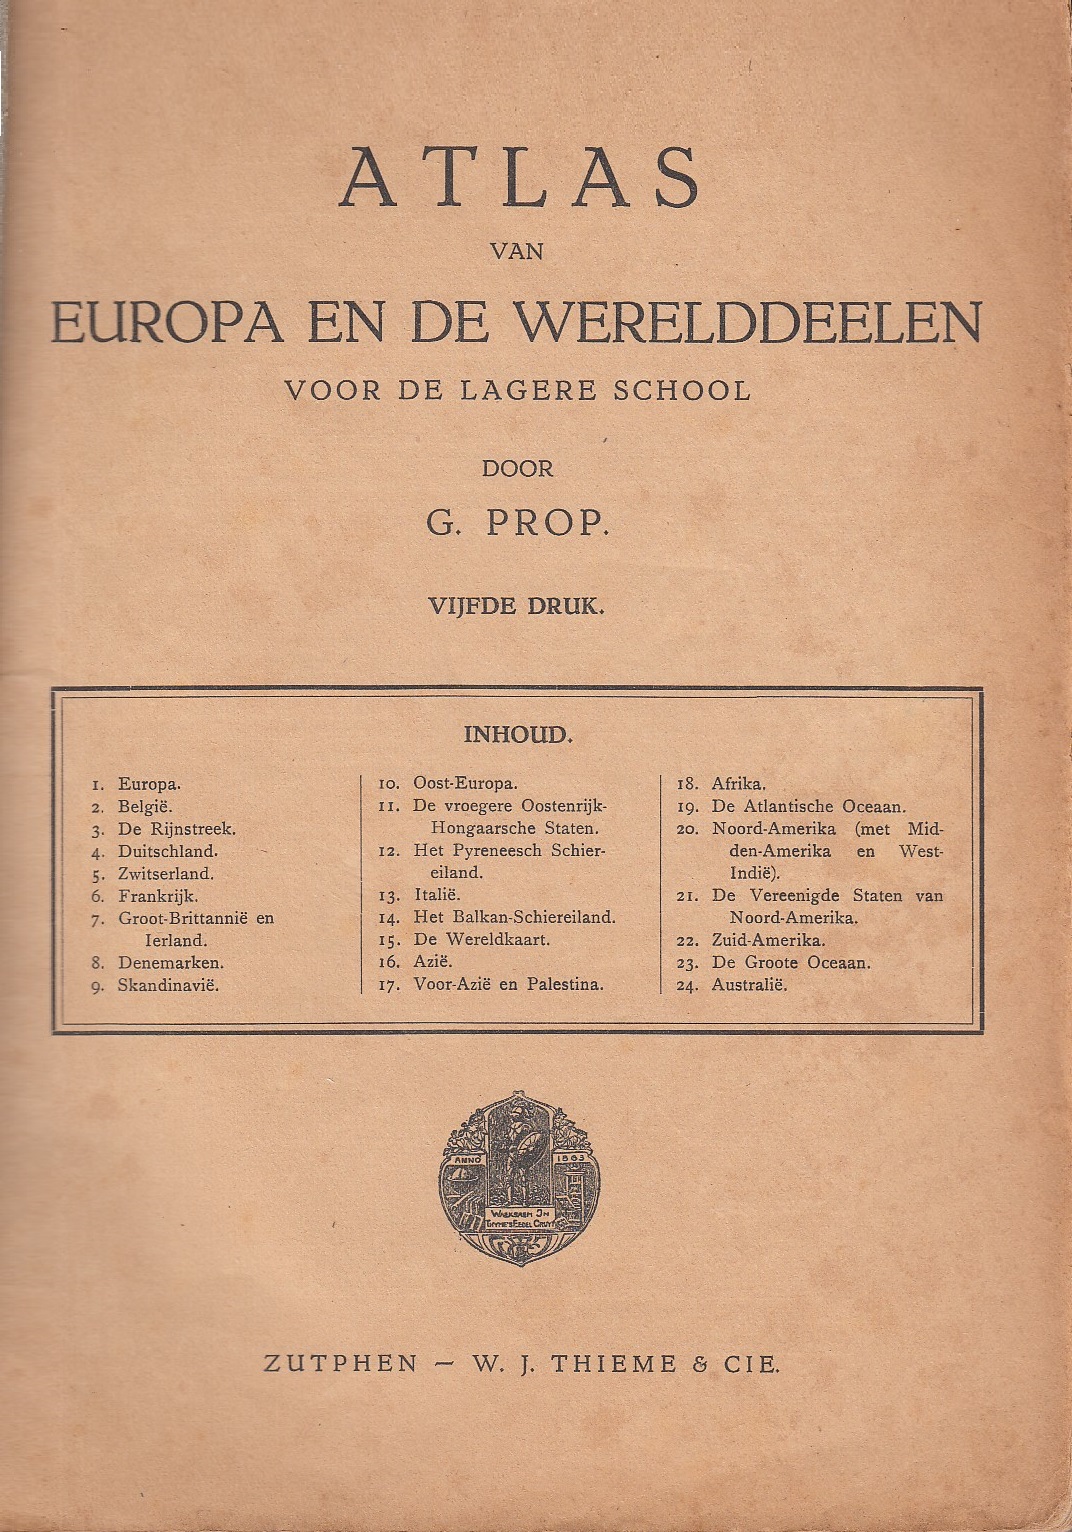 ATLAS
VAN
EUROPA EN DE WERELDDEELEN
VOOR DE LAGERE SCHOOL
DOOR
G. PROP.
VIJFDE DRUK.
INHOUD.
1. Europa.
2. België.
3. De Rijnstreek.
4. Duitschland.
5. Zwitserland.
6. Frankrijk.
7. Groot-Brittannië en
Ierland.
8. Denemarken.
9. Skandinavië.
10. Oost-Europa.
11. De vroegere Oostenrijk-
Hongaarsche Staten.
12. Het Pyreneesch Schier-
eiland.
13. Italië.
14. Het Balkan-Schiereiland.
15. De Wereldkaart.
16. Azië.
17. Voor-Azië en Palestina.
18. Afrika.
19. De Atlantische Oceaan.
20. Noord-Amerika (met Mid-
den-Amerika en West-
Indië).
21. De Vereenigde Staten van
Noord-Amerika.
22. Zuid-Amerika.
23. De Groote Oceaan.
24. Australië.
ANNO 1863
ZUTPHEN — W. J. THIEME & CIE.